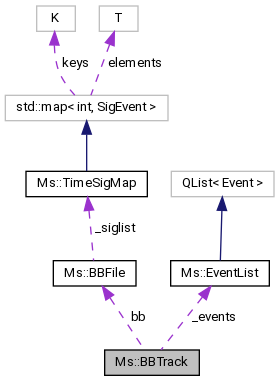 K
T
keys
elements
std::map< int, SigEvent >
Ms::TimeSigMap
QList< Event >
_siglist
Ms::BBFile
Ms::EventList
bb
_events
Ms::BBTrack